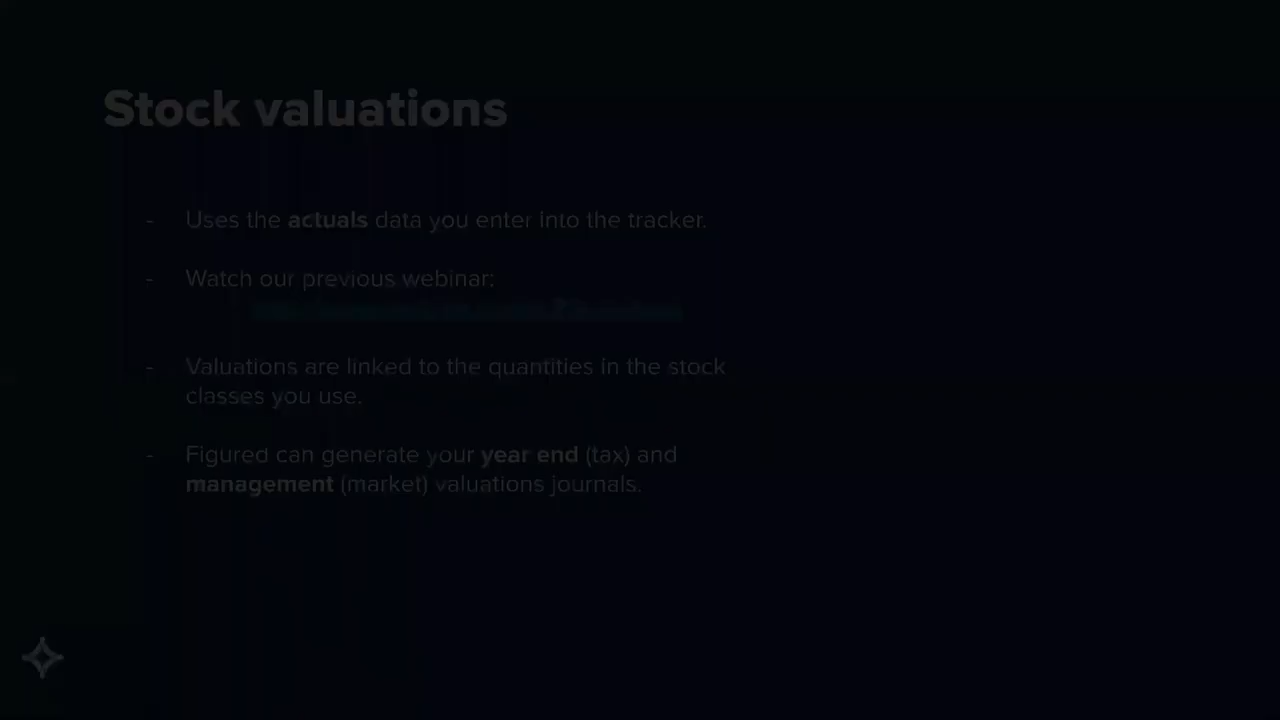 Stock valuations
- Uses the actuals data you enter into the tracker.
- Watch our previous webinar:
- Valuations are linked to the quantities in the stock
classes you use.
- Figured can generate your year end (tax) and
management (market) valuations journals.